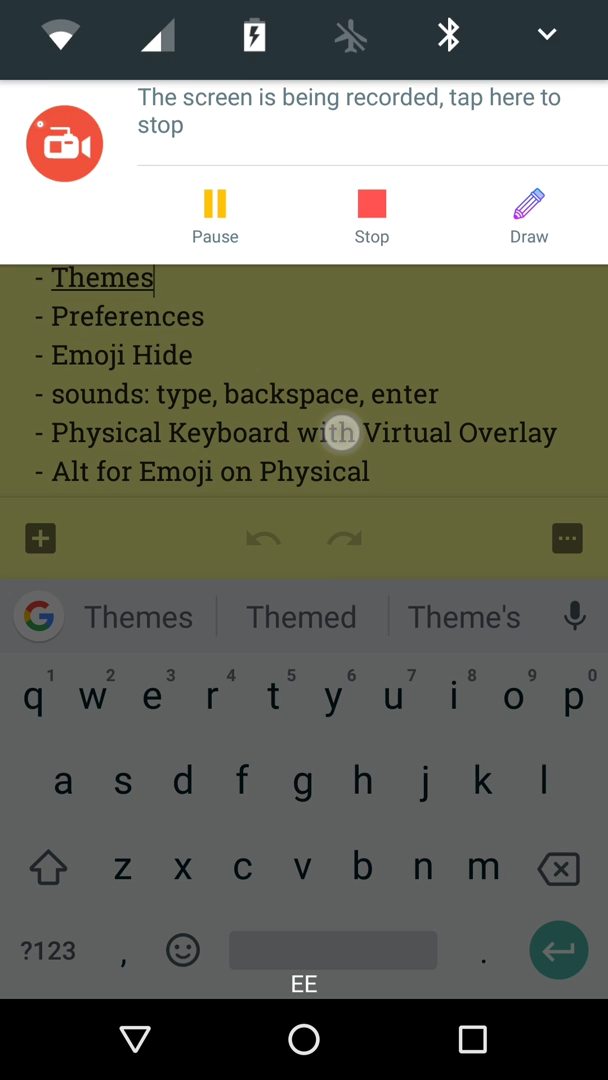 The screen is being recorded, tap here to
stop
Pause Stop Draw
- Themes
- Preferences
- Emoji Hide
- sounds: type, backspace, enter
- Physical Keyboard with Virtual Overlay
- Alt for Emoji on Physical
G Themes Themed Theme's
1 2 3 4 5 6 7 8 9 0
q w e r t y u i o p
a s d f g h j k l
z x c v b n m
?123 , .
EE